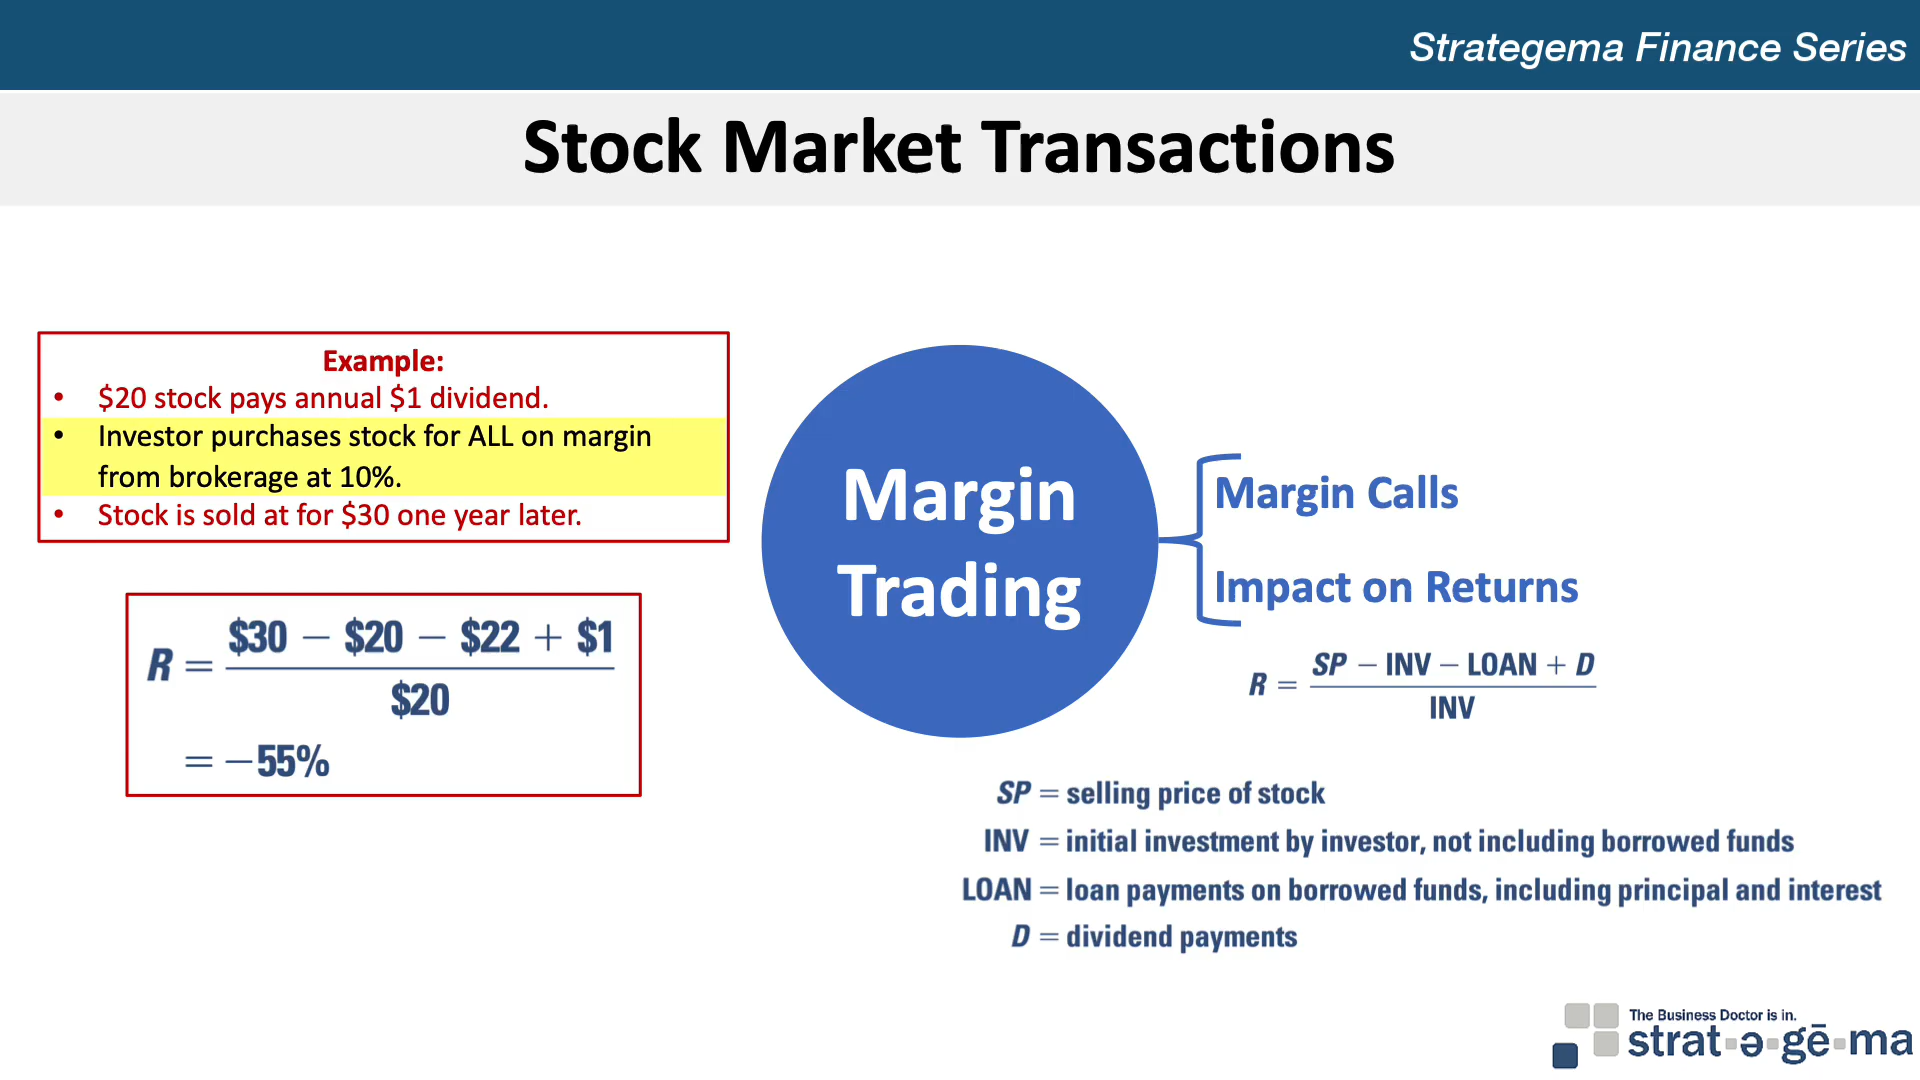 Strategema Finance Series
Stock Market Transactions
Example:
• $20 stock pays annual $1 dividend.
• Investor purchases stock for ALL on margin
from brokerage at 10%.
• Stock is sold at for $30 one year later.
R = $30 − $20 − $22 + $1
$20
= −55%
Margin
Trading
Margin Calls
Impact on Returns
R = SP − INV − LOAN + D
INV
SP = selling price of stock
INV = initial investment by investor, not including borrowed funds
LOAN = loan payments on borrowed funds, including principal and interest
D = dividend payments
The Business Doctor is in.
strat-ə-gē-ma